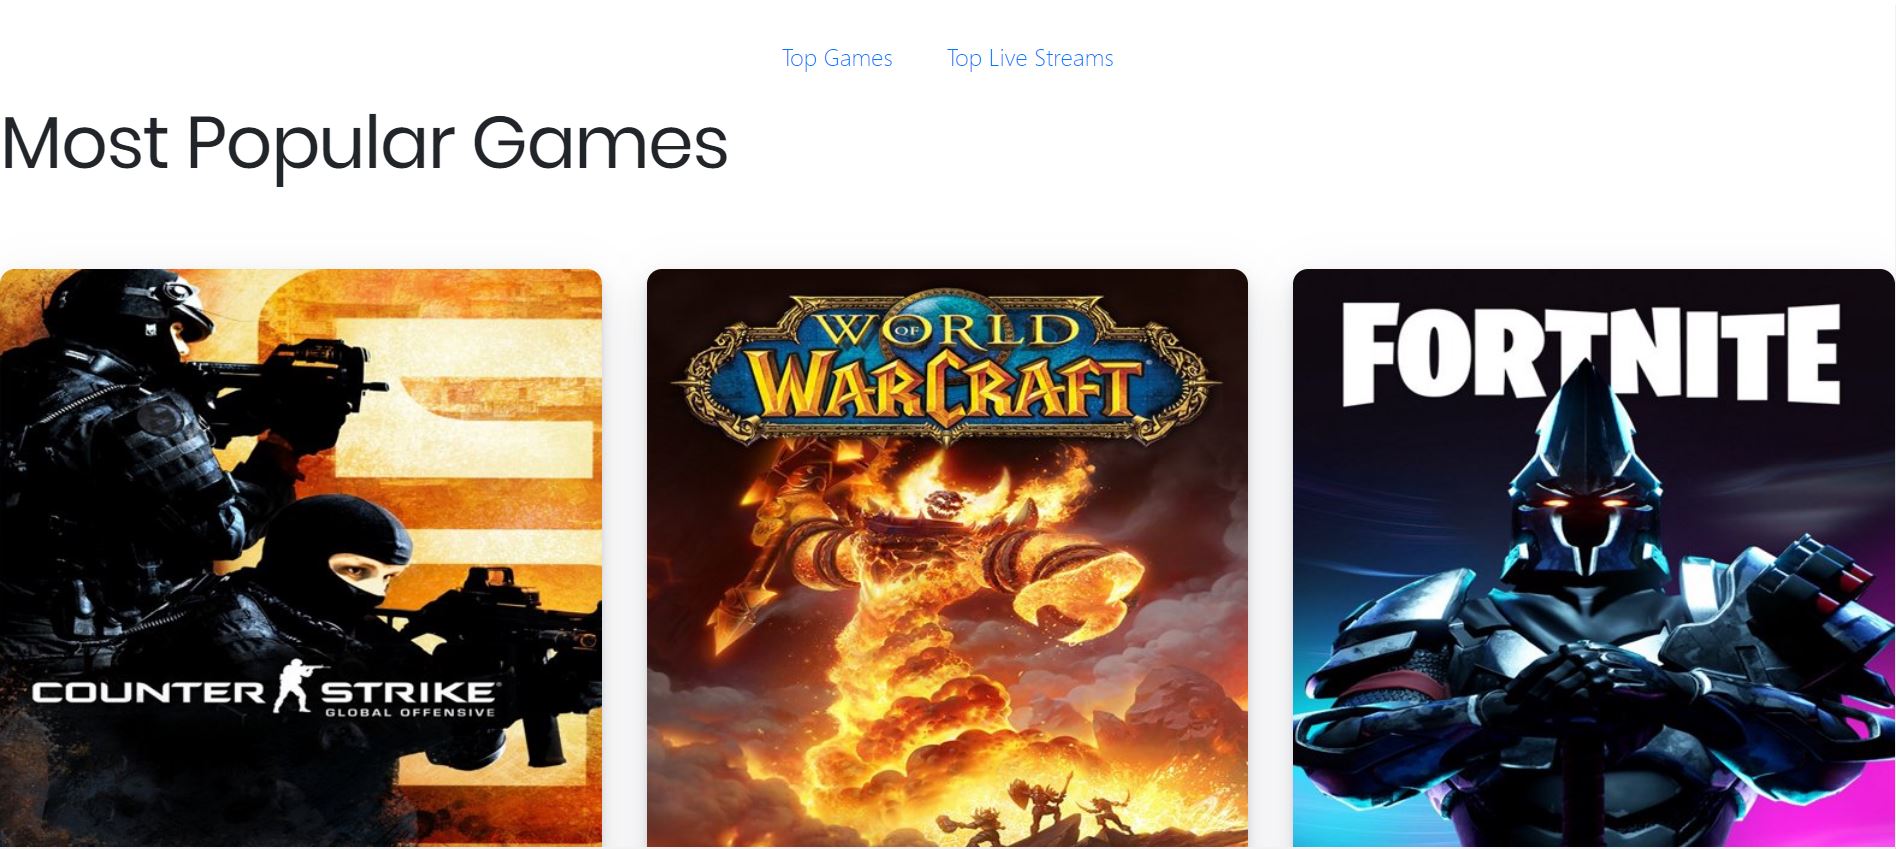 Top Games
Top Live Streams
Most Popular Games
COUNTER STRIKE
GLOBAL OFFENSIVE
WORLD
OF
WARCRAFT
FORTNITE